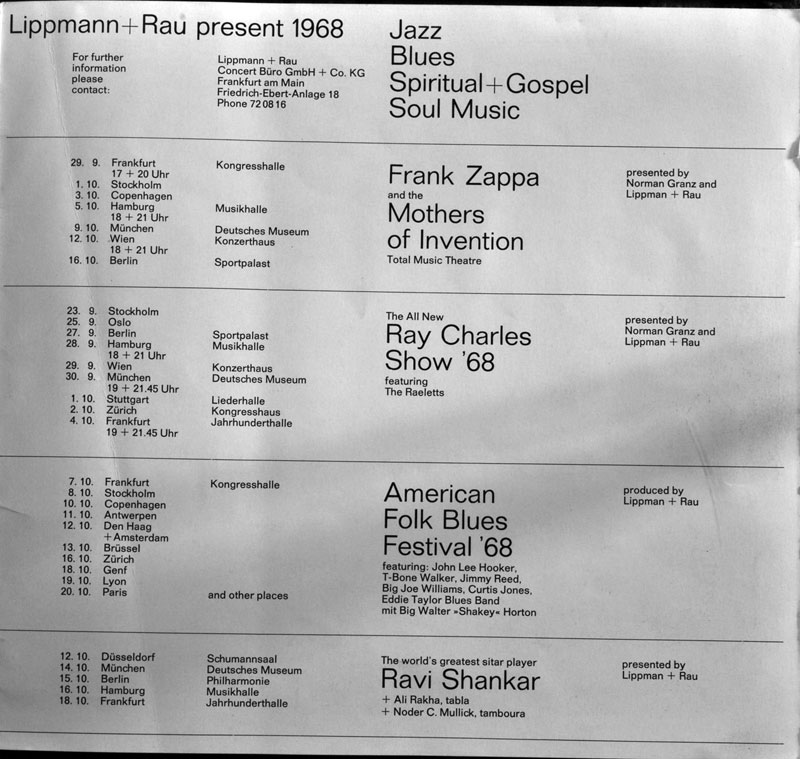 Lippmann+Rau present 1968
For further
information
please
contact:
Lippmann + Rau
Concert Büro GmbH + Co. KG
Frankfurt am Main
Friedrich-Ebert-Anlage 18
Phone 72 08 16
Jazz
Blues
Spiritual+Gospel
Soul Music
29. 9. Frankfurt Kongresshalle
17 + 20 Uhr
1. 10. Stockholm
3. 10. Copenhagen
5. 10. Hamburg Musikhalle
18 + 21 Uhr
9. 10. München Deutsches Museum
12. 10. Wien Konzerthaus
18 + 21 Uhr
16. 10. Berlin Sportpalast
Frank Zappa
and the
Mothers
of Invention
Total Music Theatre
presented by
Norman Granz and
Lippman + Rau
23. 9. Stockholm
25. 9. Oslo
27. 9. Berlin Sportpalast
28. 9. Hamburg Musikhalle
18 + 21 Uhr
29. 9. Wien Konzerthaus
30. 9. München Deutsches Museum
19 + 21.45 Uhr
1. 10. Stuttgart Liederhalle
2. 10. Zürich Kongresshaus
4. 10. Frankfurt Jahrhunderthalle
19 + 21.45 Uhr
The All New
Ray Charles
Show '68
featuring
The Raeletts
presented by
Norman Granz and
Lippman + Rau
7. 10. Frankfurt Kongresshalle
8. 10. Stockholm
10. 10. Copenhagen
11. 10. Antwerpen
12. 10. Den Haag
+ Amsterdam
13. 10. Brüssel
16. 10. Zürich
18. 10. Genf
19. 10. Lyon
20. 10. Paris and other places
American
Folk Blues
Festival '68
featuring: John Lee Hooker,
T-Bone Walker, Jimmy Reed,
Big Joe Williams, Curtis Jones,
Eddie Taylor Blues Band
mit Big Walter »Shakey« Horton
produced by
Lippman + Rau
12. 10. Düsseldorf Schumannsaal
14. 10. München Deutsches Museum
15. 10. Berlin Philharmonie
16. 10. Hamburg Musikhalle
18. 10. Frankfurt Jahrhunderthalle
The world's greatest sitar player
Ravi Shankar
+ Ali Rakha, tabla
+ Noder C. Mullick, tamboura
presented by
Lippman + Rau